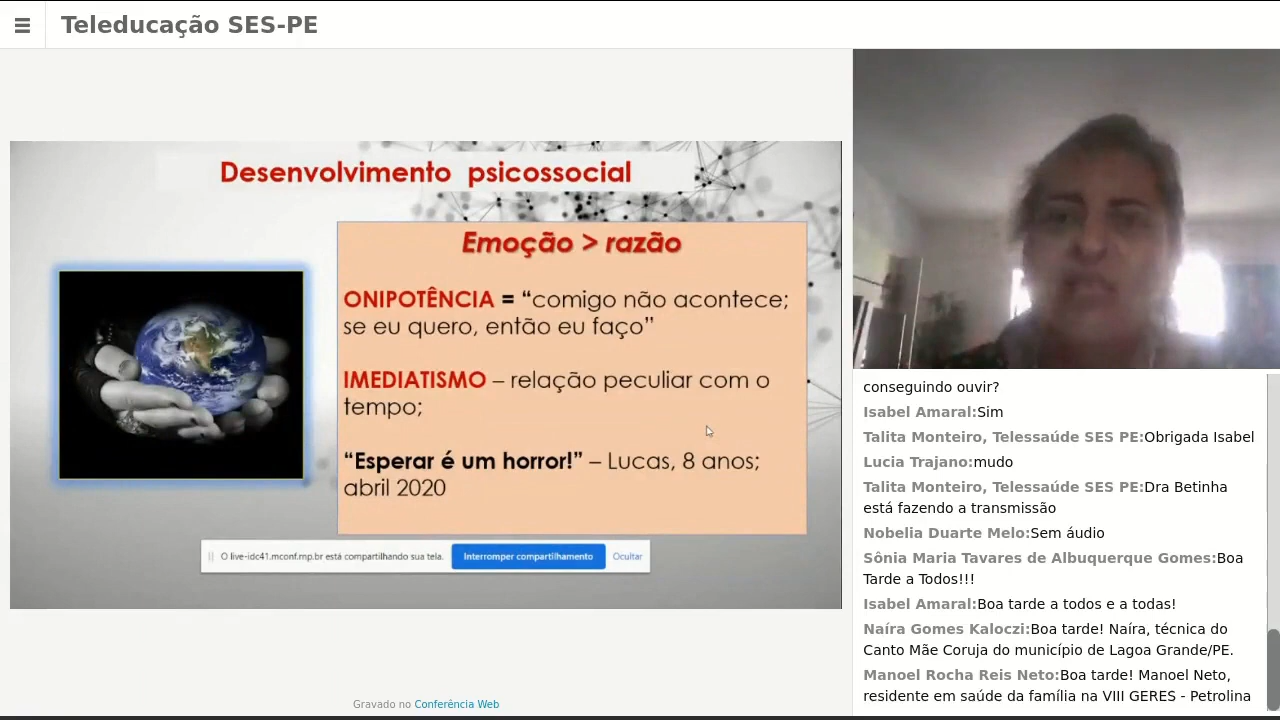 Teleducação SES-PE
Desenvolvimento psicossocial
Emoção > razão
ONIPOTÊNCIA = “comigo não acontece;
se eu quero, então eu faço”
IMEDIATISMO – relação peculiar com o
tempo;
“Esperar é um horror!” – Lucas, 8 anos;
abril 2020
O live-idc41.mconf.rnp.br está compartilhando sua tela.
Interromper compartilhamento
Ocultar
Gravado no Conferência Web
conseguindo ouvir?
Isabel Amaral:Sim
Talita Monteiro, Telessaúde SES PE:Obrigada Isabel
Lucia Trajano:mudo
Talita Monteiro, Telessaúde SES PE:Dra Betinha
está fazendo a transmissão
Nobelia Duarte Melo:Sem áudio
Sônia Maria Tavares de Albuquerque Gomes:Boa
Tarde a Todos!!!
Isabel Amaral:Boa tarde a todos e a todas!
Naíra Gomes Kaloczi:Boa tarde! Naíra, técnica do
Canto Mãe Coruja do município de Lagoa Grande/PE.
Manoel Rocha Reis Neto:Boa tarde! Manoel Neto,
residente em saúde da família na VIII GERES - Petrolina